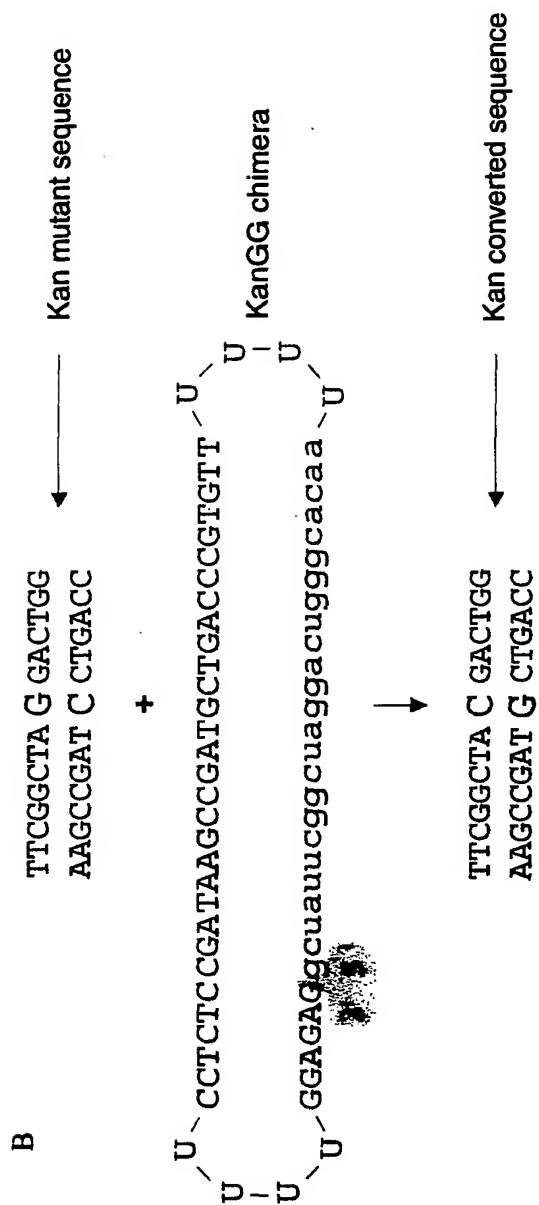 B
TTCGGCTA G GACTGG Kan mutant sequence
AAGCCGAT C CTGACC
+
U CCTCTCCGATAAGCCGATGCTGACCCGTGTT U
U U
KanGG chimera
U U
U GGAGAGgcuauucggcuaggacugggcacaa U
TTCGGCTA C GACTGG Kan converted sequence
AAGCCGAT G CTGACC